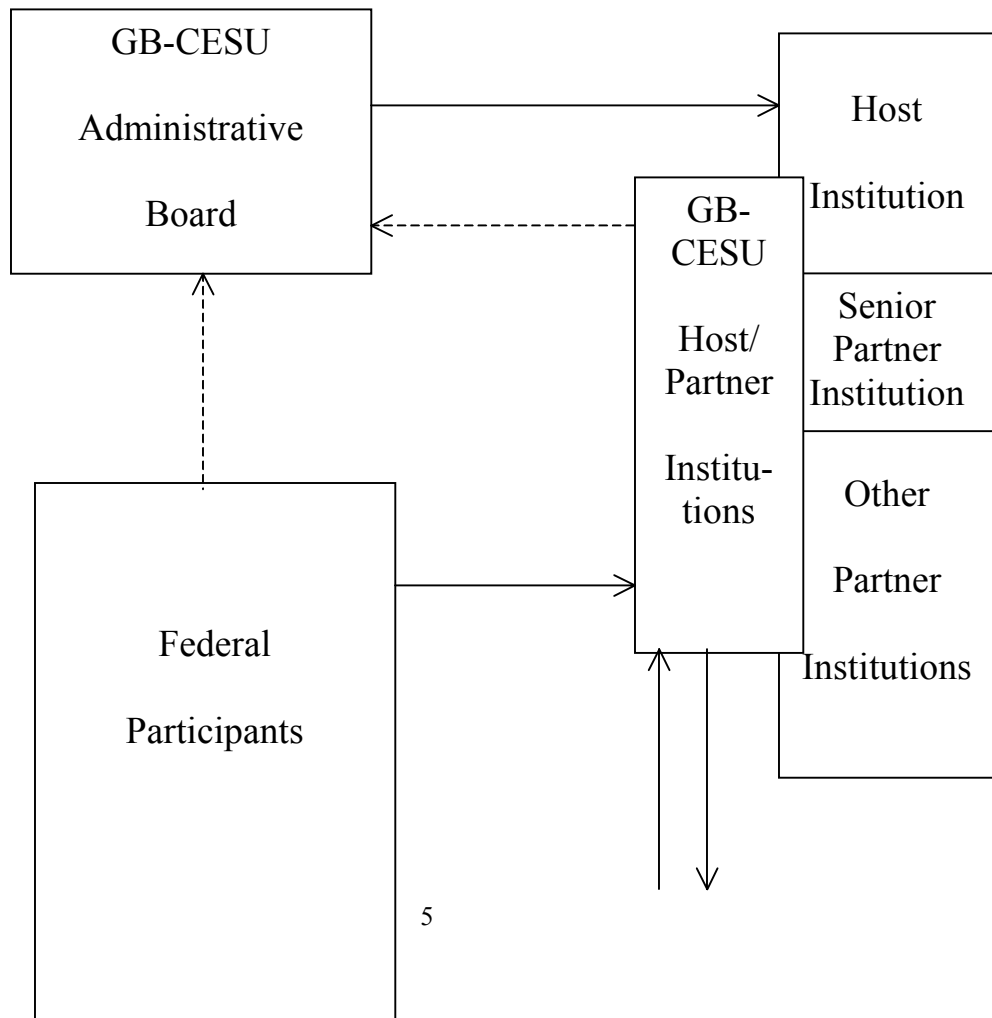 GB-CESU
Administrative
Board
Host
Institution
GB-
CESU
Host/
Partner
Institu-
tions
Senior
Partner
Institution
Other
Partner
Institutions
Federal
Participants
5